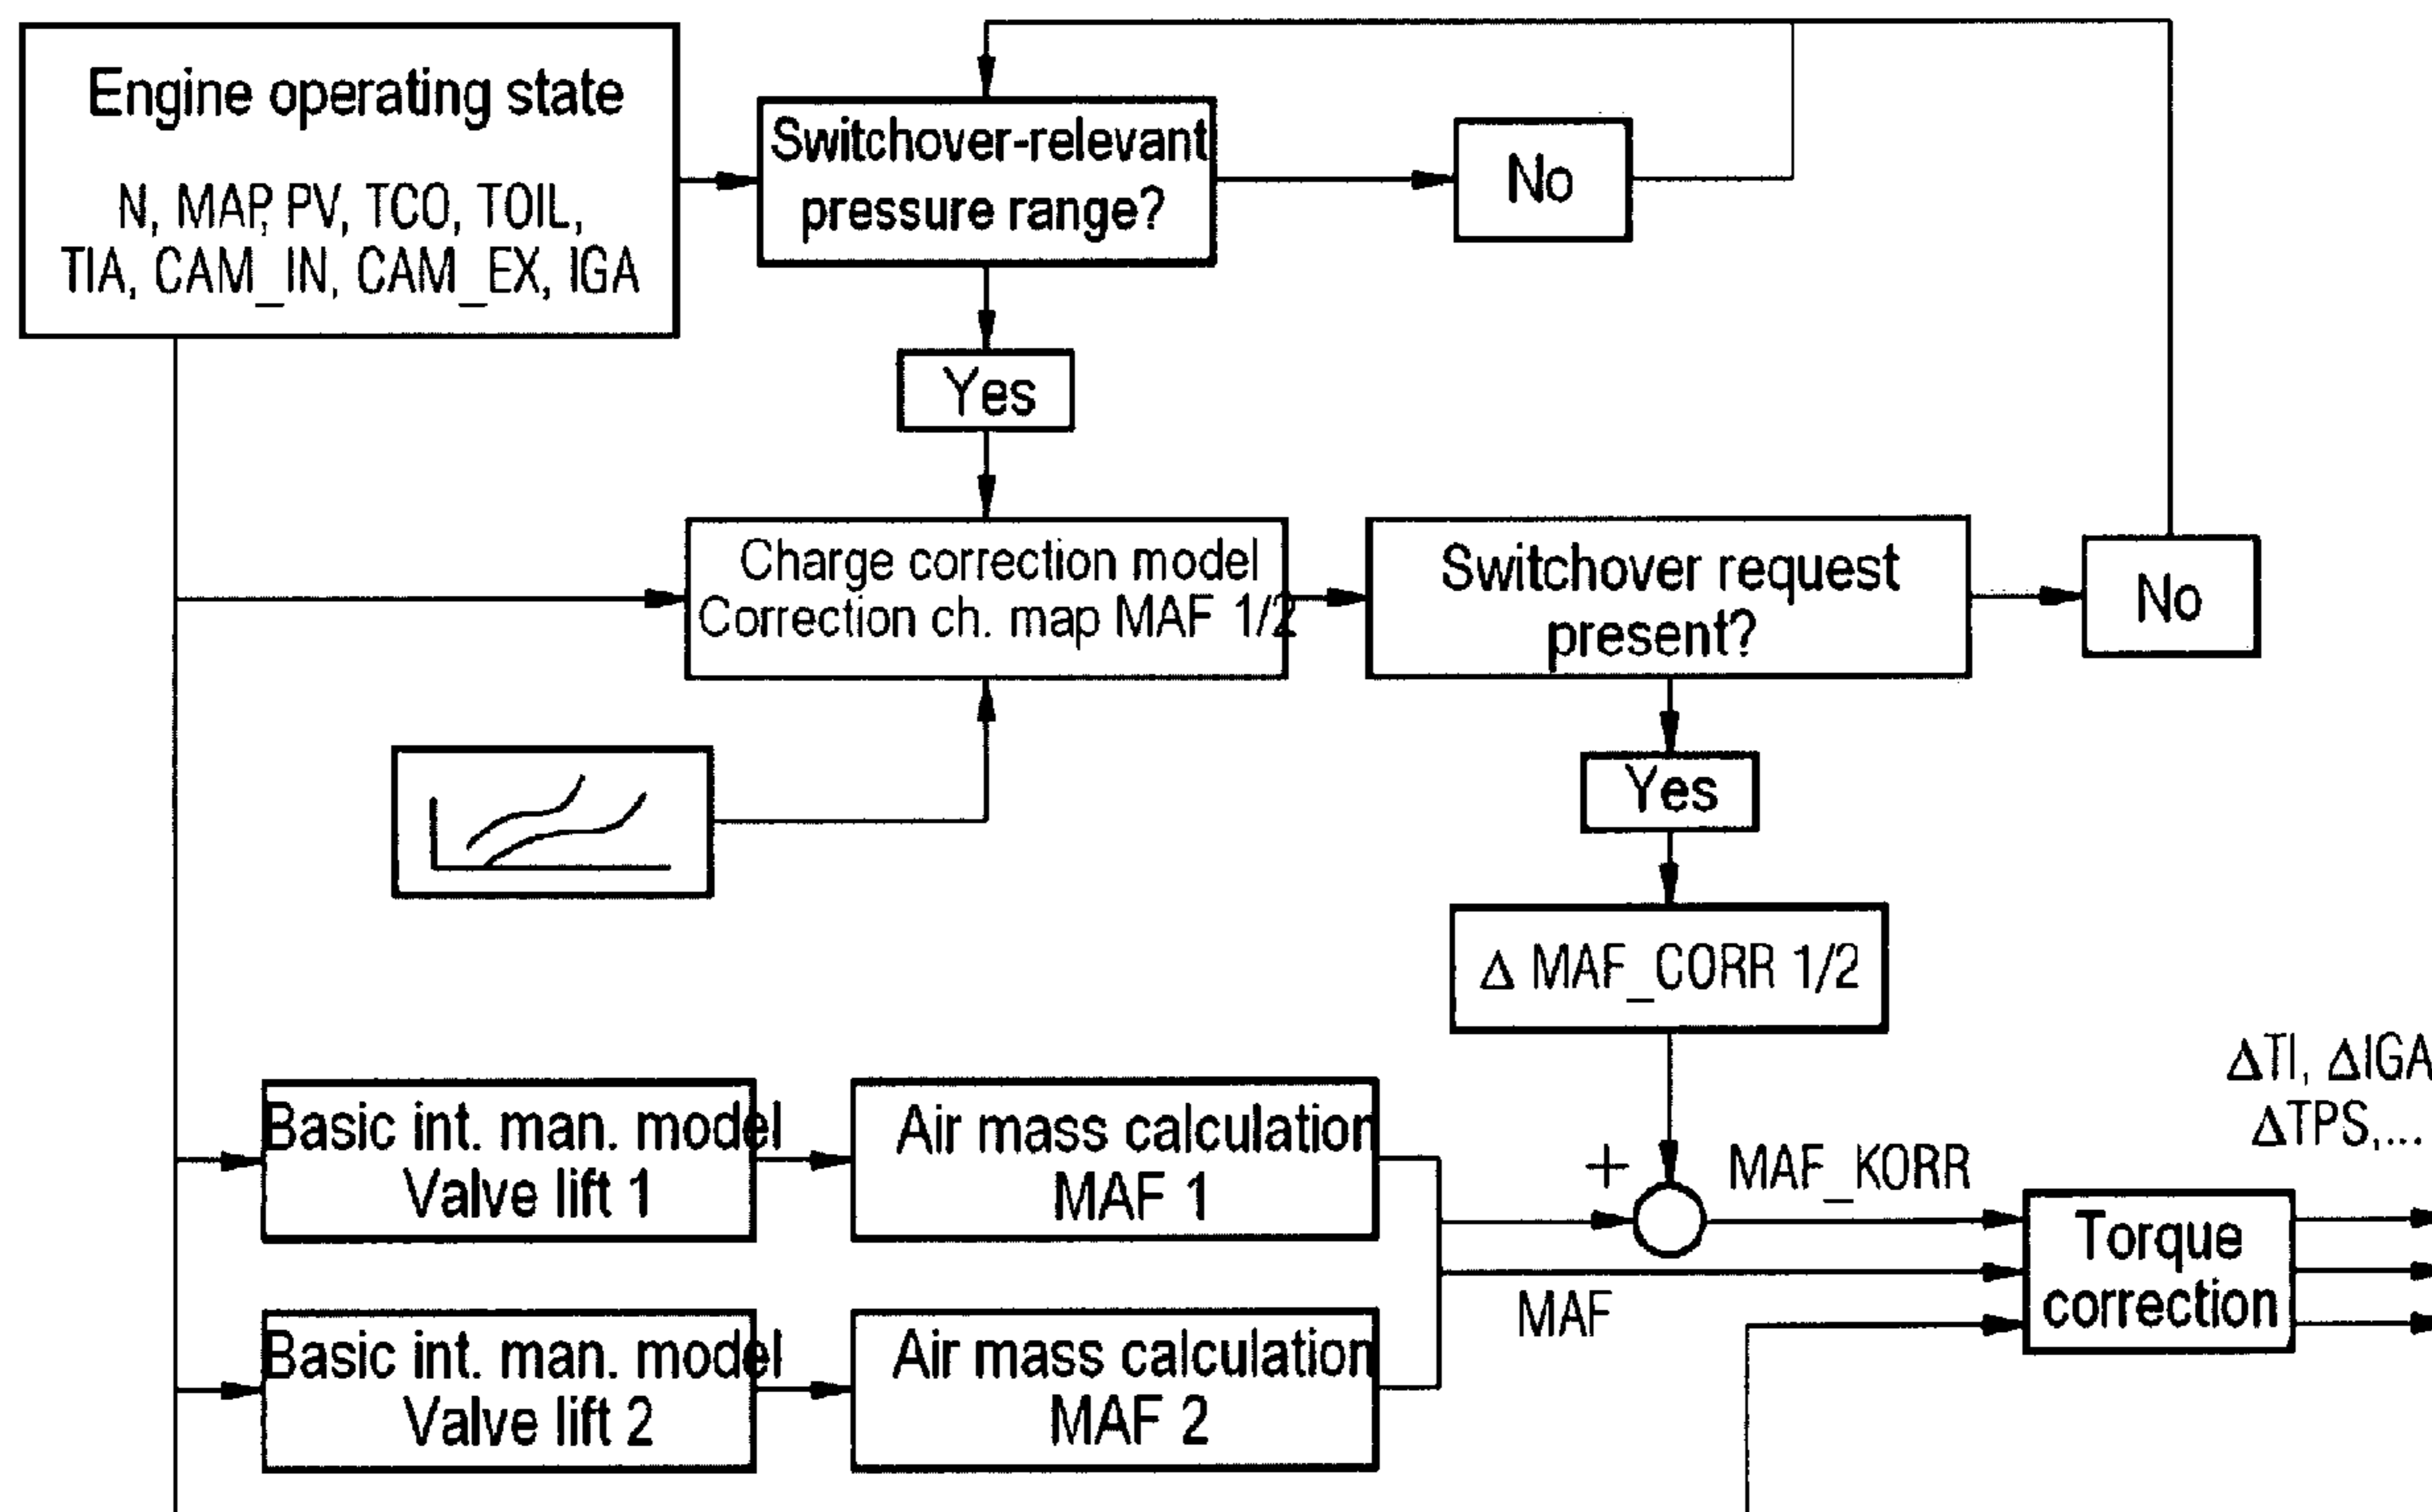 Engine operating state
N, MAP, PV, TCO, TOIL,
TIA, CAM_IN, CAM_EX, IGA
Switchover-relevant
pressure range?
No
Yes
Charge correction model
Correction ch. map MAF 1/2
Switchover request
present?
No
Yes
Δ MAF_CORR 1/2
Basic int. man. model
Valve lift 1
Air mass calculation
MAF 1
+
MAF_KORR
ΔTI, ΔIGA
ΔTPS,...
Torque
correction
MAF
Basic int. man. model
Valve lift 2
Air mass calculation
MAF 2